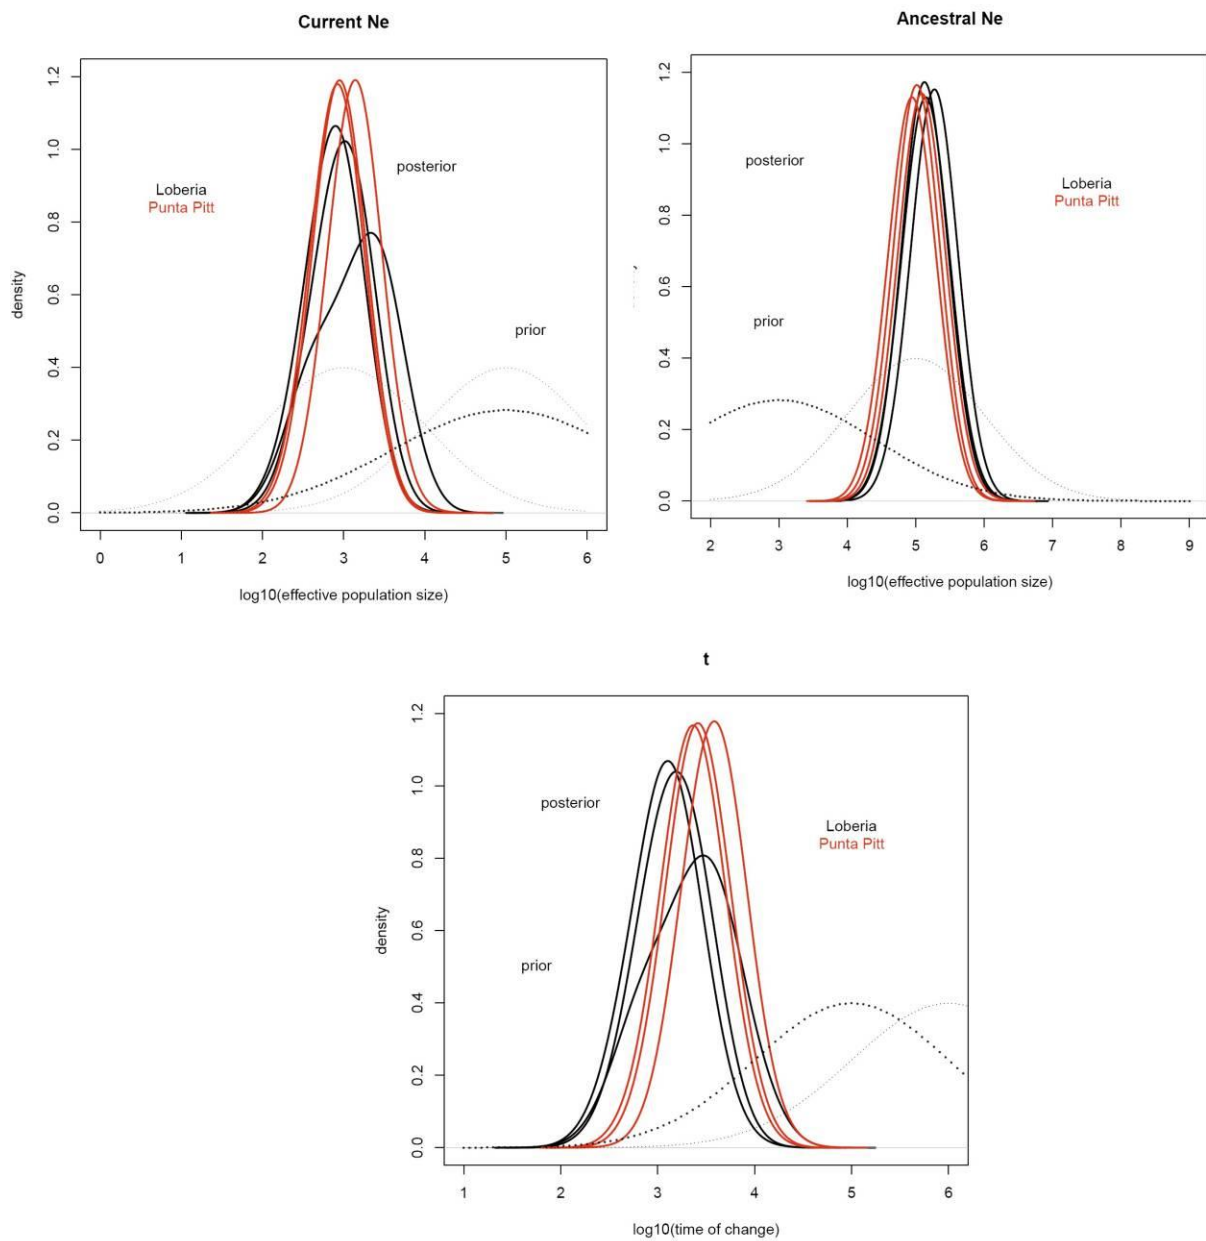 Current Ne
density
0.0 0.2 0.4 0.6 0.8 1.0 1.2
Loberia
Punta Pitt
posterior
prior
0 1 2 3 4 5 6
log10(effective population size)
Ancestral Ne
0.0 0.2 0.4 0.6 0.8 1.0 1.2
posterior
Loberia
Punta Pitt
prior
2 3 4 5 6 7 8 9
log10(effective population size)
t
density
0.0 0.2 0.4 0.6 0.8 1.0 1.2
posterior
Loberia
Punta Pitt
prior
1 2 3 4 5 6
log10(time of change)